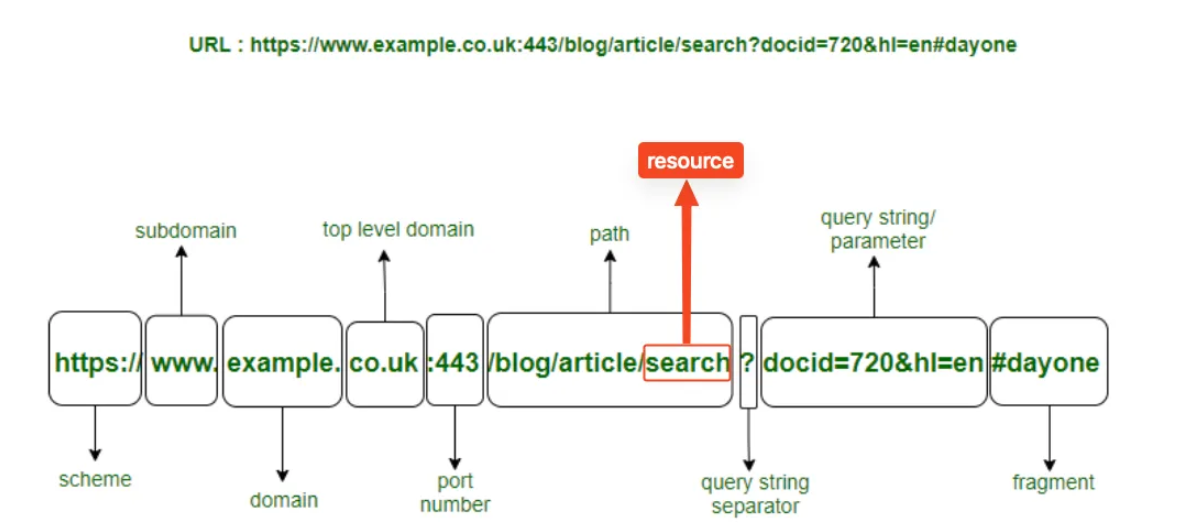 URL : https://www.example.co.uk:443/blog/article/search?docid=720&hl=en#dayone
resource
subdomain
top level domain
path
query string/
parameter
https:// www. example. co.uk :443 /blog/article/search ? docid=720&hl=en #dayone
scheme
domain
port
number
query string
separator
fragment